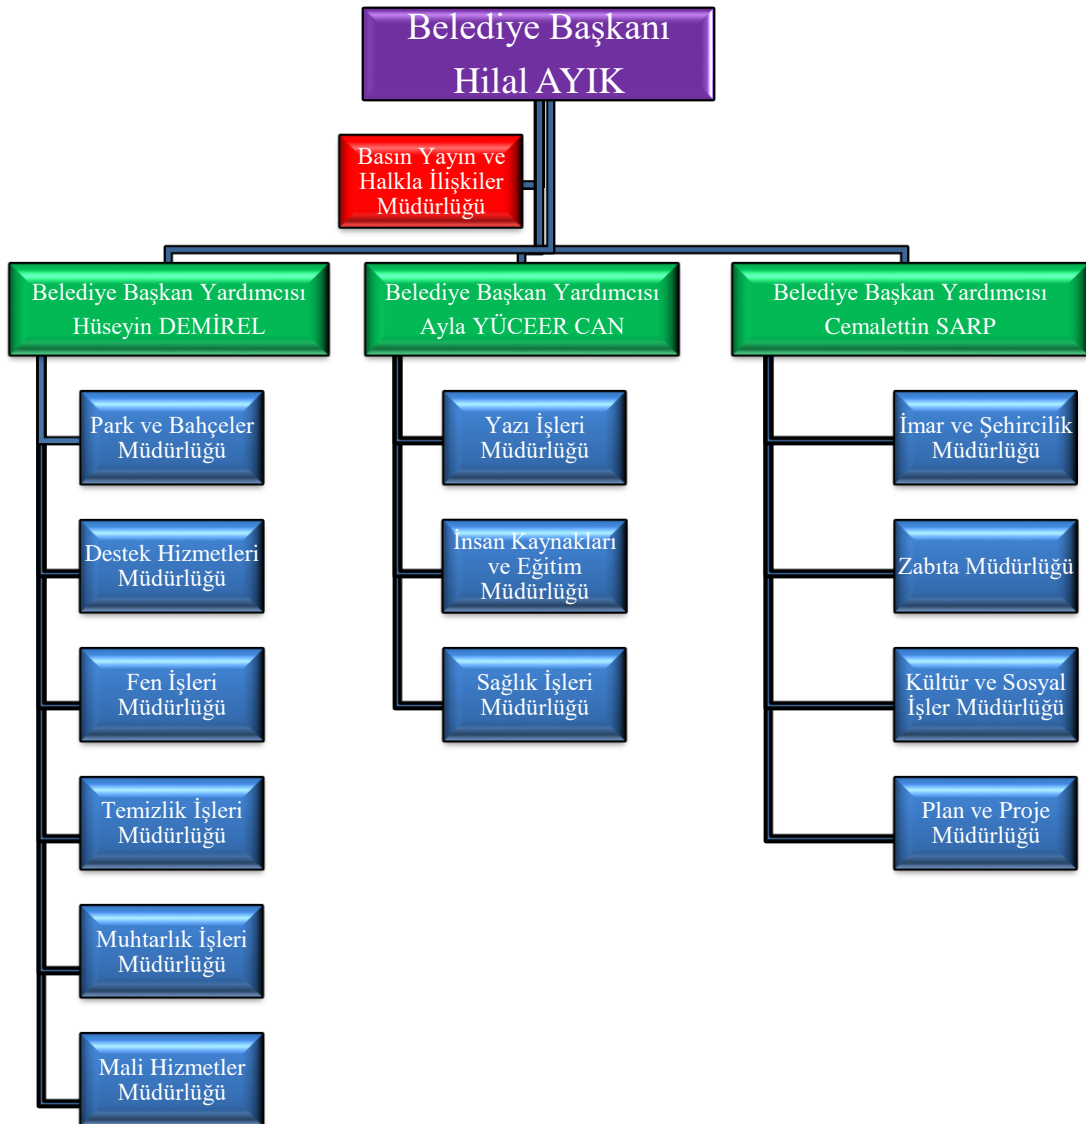 Belediye Başkanı
Hilal AYIK
Basın Yayın ve
Halkla İlişkiler
Müdürlüğü
Belediye Başkan Yardımcısı
Hüseyin DEMİREL
Belediye Başkan Yardımcısı
Ayla YÜCEER CAN
Belediye Başkan Yardımcısı
Cemalettin SARP
Park ve Bahçeler
Müdürlüğü
Destek Hizmetleri
Müdürlüğü
Fen İşleri
Müdürlüğü
Temizlik İşleri
Müdürlüğü
Muhtarlık İşleri
Müdürlüğü
Mali Hizmetler
Müdürlüğü
Yazı İşleri
Müdürlüğü
İnsan Kaynakları
ve Eğitim
Müdürlüğü
Sağlık İşleri
Müdürlüğü
İmar ve Şehircilik
Müdürlüğü
Zabıta Müdürlüğü
Kültür ve Sosyal
İşler Müdürlüğü
Plan ve Proje
Müdürlüğü